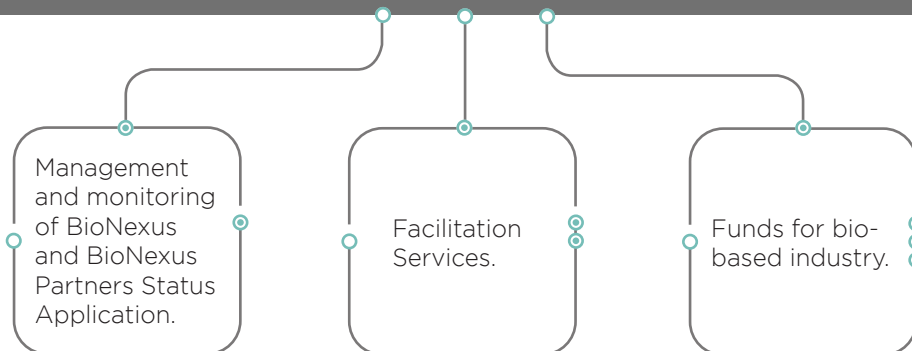 Management
and monitoring
of BioNexus
and BioNexus
Partners Status
Application.
Facilitation
Services.
Funds for bio-
based industry.